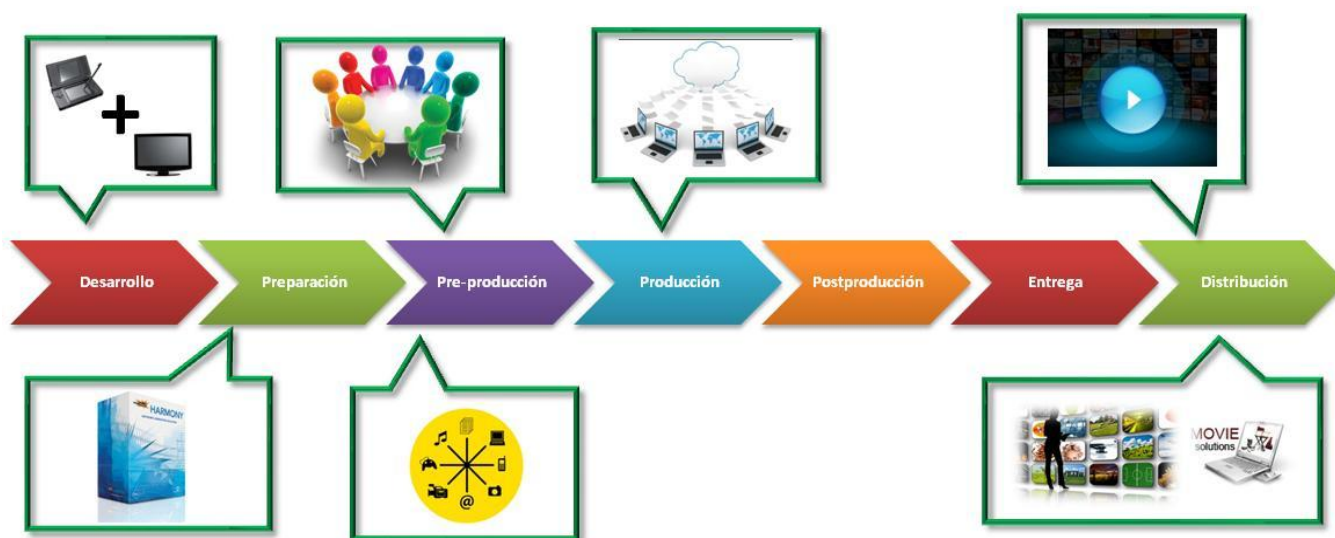 Desarrollo
Preparación
Pre-producción
Producción
Postproducción
Entrega
Distribución
HARMONY
@
MOVIE
solutions